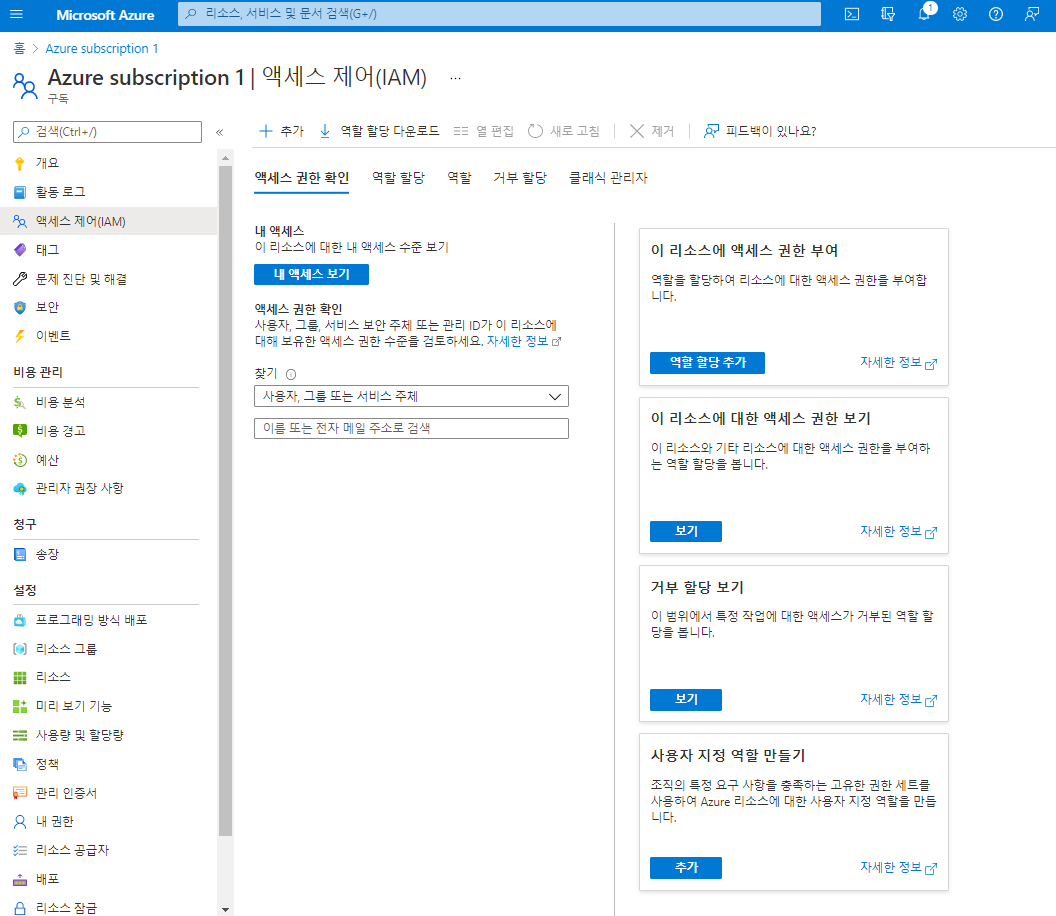 Microsoft Azure
리소스, 서비스 및 문서 검색(G+/)
1
홈 > Azure subscription 1
Azure subscription 1 | 액세스 제어(IAM) ...
구독
검색(Ctrl+/)
«
개요
활동 로그
액세스 제어(IAM)
태그
문제 진단 및 해결
보안
이벤트
비용 관리
비용 분석
비용 경고
예산
관리자 권장 사항
청구
송장
설정
프로그래밍 방식 배포
리소스 그룹
리소스
미리 보기 기능
사용량 및 할당량
정책
관리 인증서
내 권한
리소스 공급자
배포
리소스 잠금
추가 역할 할당 다운로드 열 편집 새로 고침 제거 피드백이 있나요?
액세스 권한 확인 역할 할당 역할 거부 할당 클래식 관리자
내 액세스
이 리소스에 대한 내 액세스 수준 보기
내 액세스 보기
액세스 권한 확인
사용자, 그룹, 서비스 보안 주체 또는 관리 ID가 이 리소스에
대해 보유한 액세스 권한 수준을 검토하세요. 자세한 정보
찾기
사용자, 그룹 또는 서비스 주체
이름 또는 전자 메일 주소로 검색
이 리소스에 액세스 권한 부여
역할을 할당하여 리소스에 대한 액세스 권한을 부여합
니다.
역할 할당 추가 자세한 정보
이 리소스에 대한 액세스 권한 보기
이 리소스와 기타 리소스에 대한 액세스 권한을 부여하
는 역할 할당을 봅니다.
보기 자세한 정보
거부 할당 보기
이 범위에서 특정 작업에 대한 액세스가 거부된 역할 할
당을 봅니다.
보기 자세한 정보
사용자 지정 역할 만들기
조직의 특정 요구 사항을 충족하는 고유한 권한 세트를
사용하여 Azure 리소스에 대한 사용자 지정 역할을 만듭
니다.
추가 자세한 정보